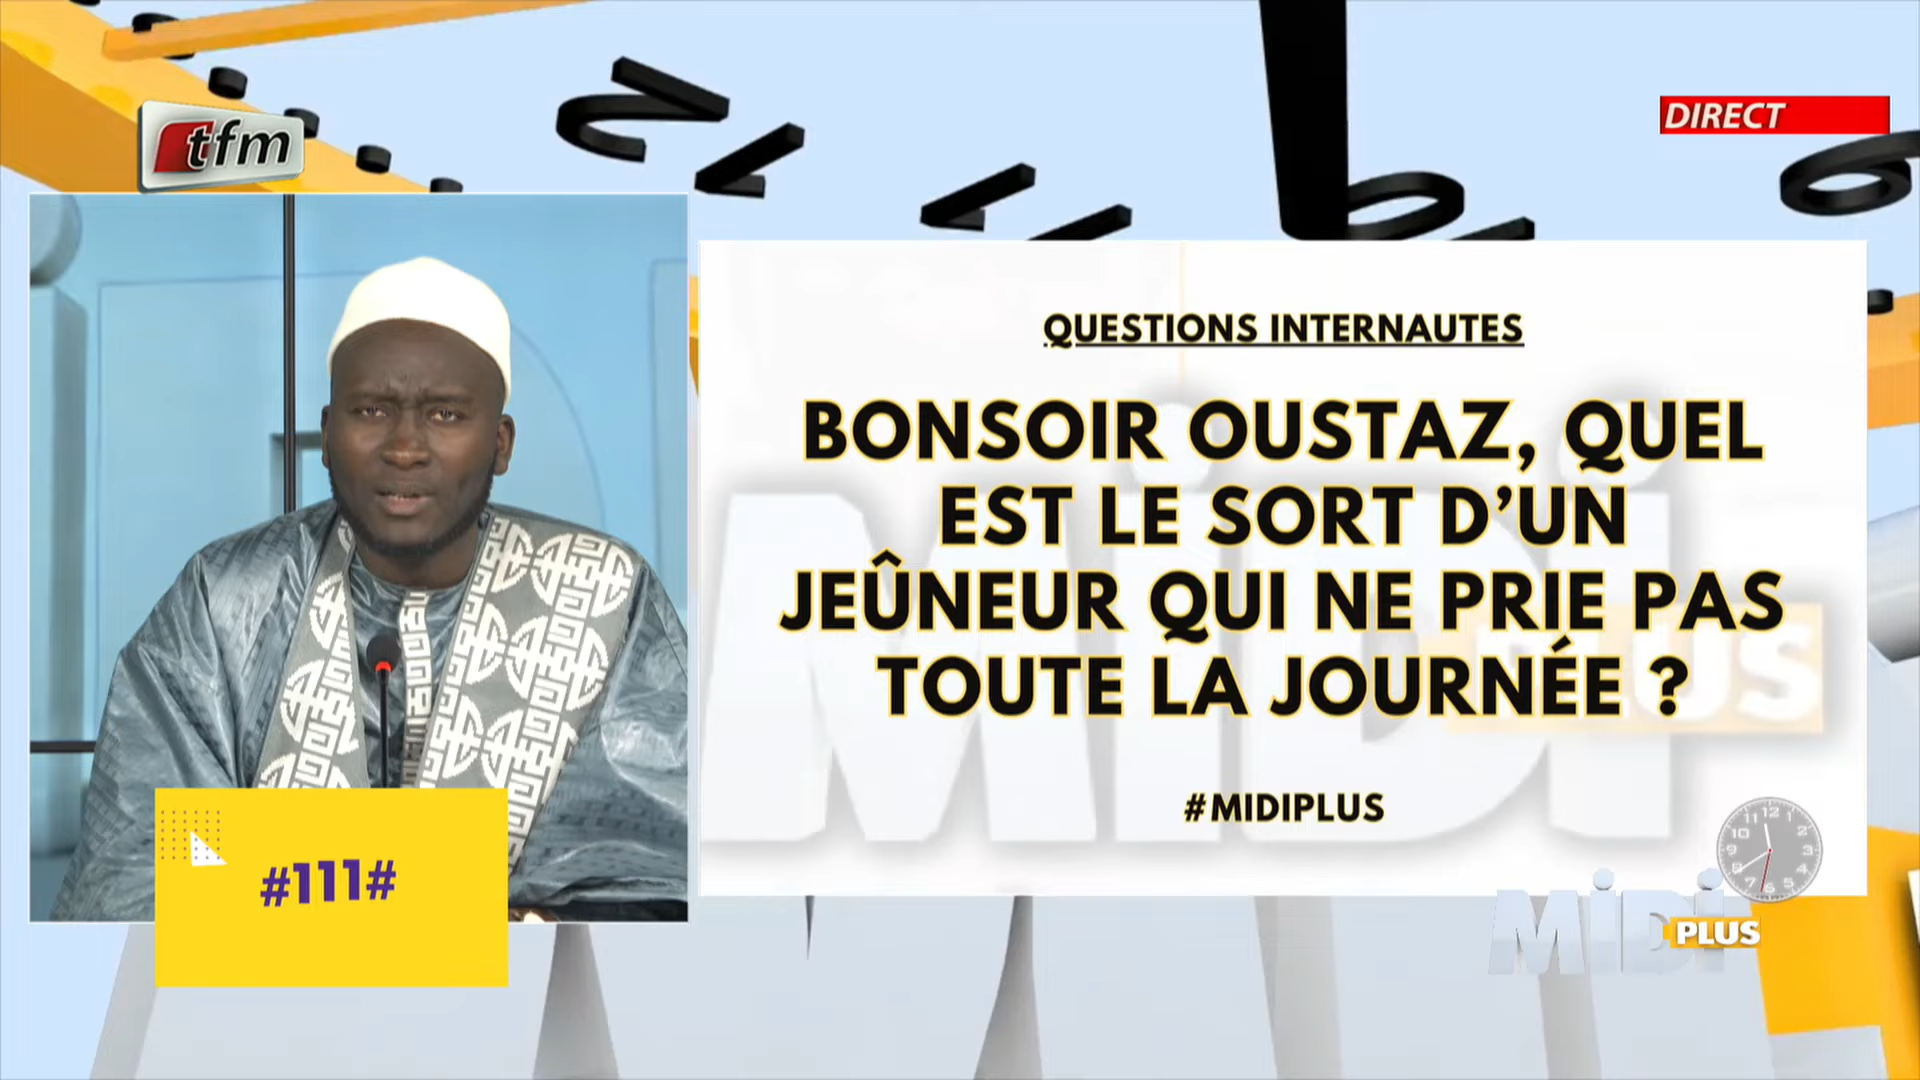 tfm
DIRECT
QUESTIONS INTERNAUTES
BONSOIR OUSTAZ, QUEL
EST LE SORT D’UN
JEÛNEUR QUI NE PRIE PAS
TOUTE LA JOURNÉE ?
#MIDIPLUS
#111#
MiDi
PLUS